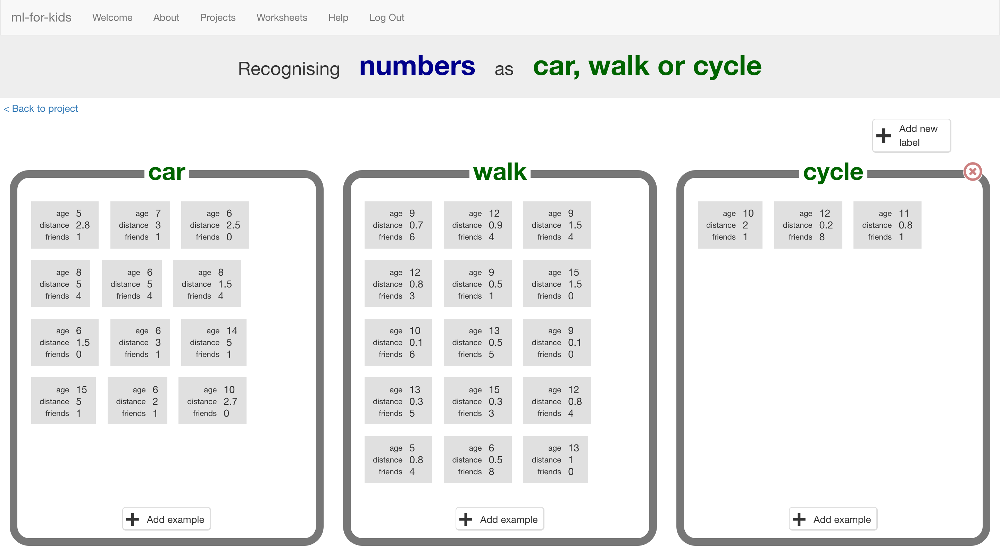 ml-for-kids Welcome About Projects Worksheets Help Log Out
Recognising numbers as car, walk or cycle
< Back to project
Add new
label
car
age 5
distance 2.8
friends 1
age 7
distance 3
friends 1
age 6
distance 2.5
friends 0
age 8
distance 5
friends 4
age 6
distance 5
friends 4
age 8
distance 1.5
friends 4
age 6
distance 1.5
friends 0
age 6
distance 3
friends 1
age 14
distance 5
friends 1
age 15
distance 5
friends 1
age 6
distance 2
friends 1
age 10
distance 2.7
friends 0
Add example
walk
age 9
distance 0.7
friends 6
age 12
distance 0.9
friends 4
age 9
distance 1.5
friends 4
age 12
distance 0.8
friends 3
age 9
distance 0.5
friends 1
age 15
distance 1.5
friends 0
age 10
distance 0.1
friends 6
age 13
distance 0.5
friends 5
age 9
distance 0.1
friends 0
age 13
distance 0.3
friends 5
age 15
distance 0.3
friends 3
age 12
distance 0.8
friends 4
age 5
distance 0.8
friends 4
age 6
distance 0.5
friends 8
age 13
distance 1
friends 0
Add example
cycle
age 10
distance 2
friends 1
age 12
distance 0.2
friends 8
age 11
distance 0.8
friends 1
Add example